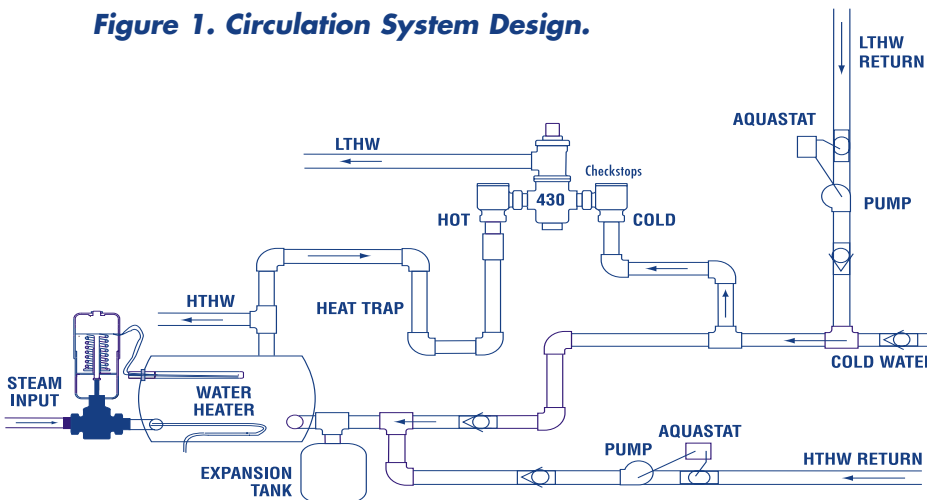 Figure 1. Circulation System Design.
LTHW
RETURN
AQUASTAT
LTHW
Checkstops
430
PUMP
HOT
COLD
HEAT TRAP
HTHW
COLD WATER
STEAM
INPUT
WATER
HEATER
AQUASTAT
PUMP
HTHW RETURN
EXPANSION
TANK